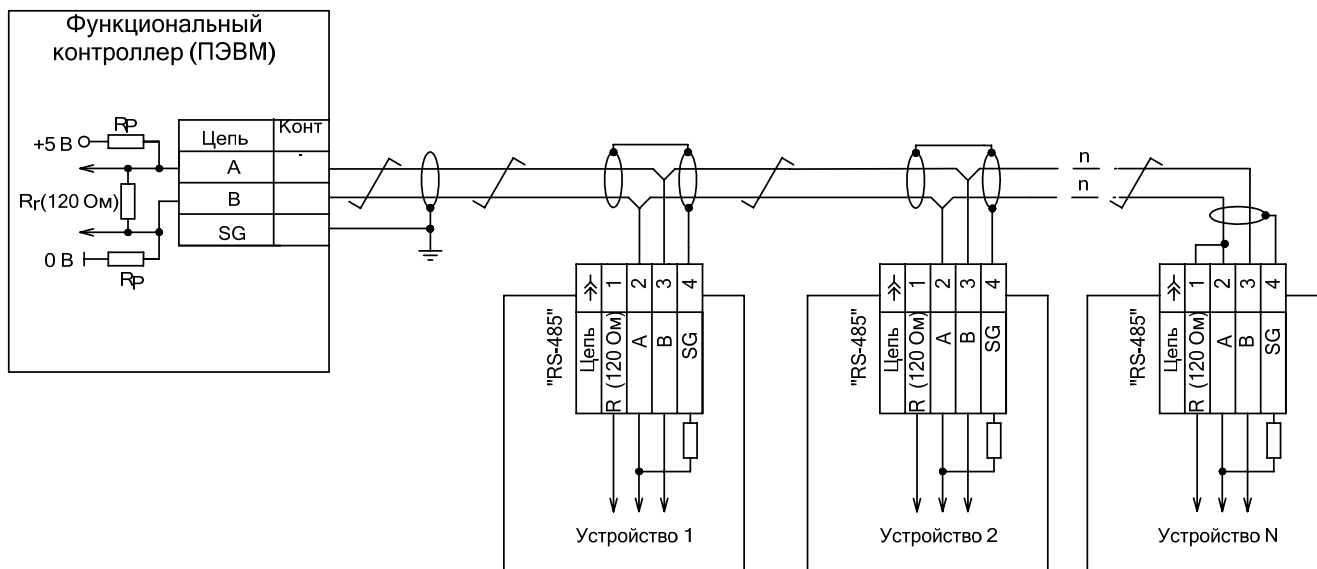 Функциональный
контроллер (ПЭВМ)
+5 В
RP
Rr(120 Ом)
0 В
RP
Цепь
Конт
.
A
B
SG
n
n
"RS-485"
Цепь
1
2
3
4
R (120 Ом)
A
B
SG
Устройство 1
"RS-485"
Цепь
1
2
3
4
R (120 Ом)
A
B
SG
Устройство 2
"RS-485"
Цепь
1
2
3
4
R (120 Ом)
A
B
SG
Устройство N